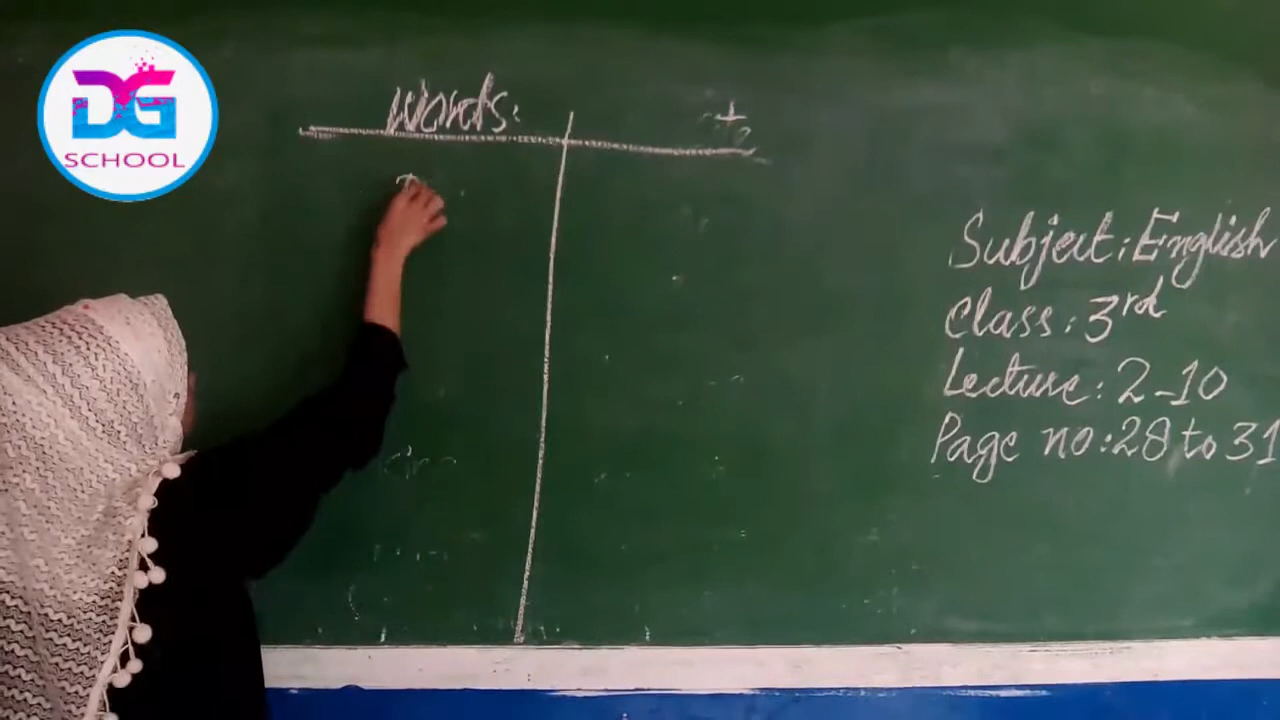 DG
SCHOOL
Words:
Subject: English
Class: 3rd
Lecture: 2-10
Page no: 28 to 31